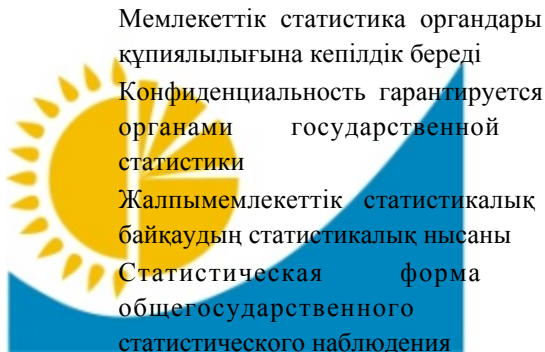 Мемлекеттік статистика органдары
құпиялылығына кепілдік береді
Конфиденциальность гарантируется
органами государственной
статистики
Жалпымемлекеттік статистикалық
байқаудың статистикалық нысаны
Статистическая форма
общегосударственного
статистического наблюдения